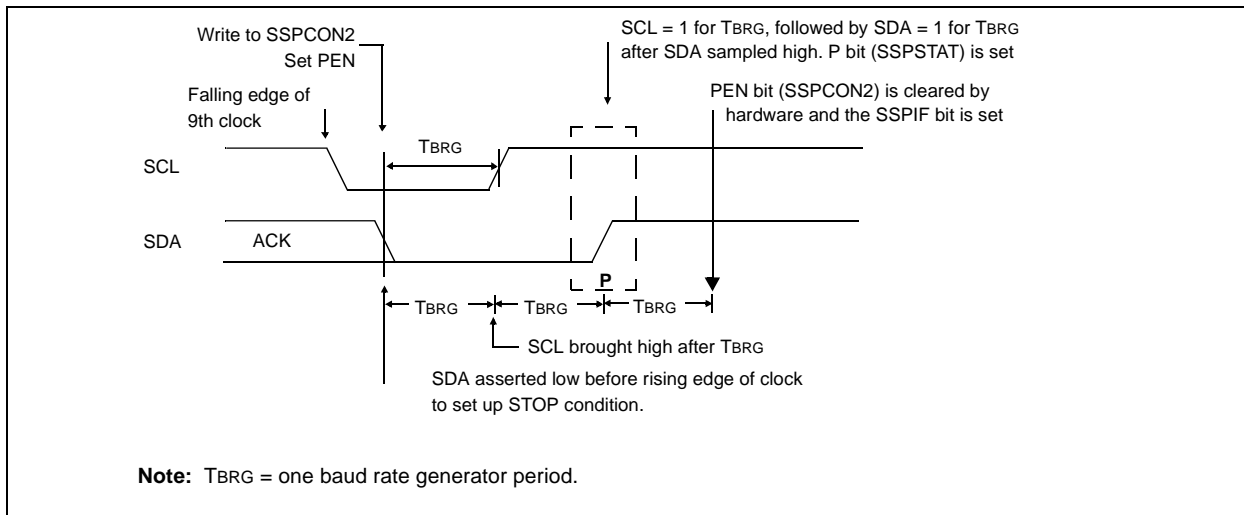 Write to SSPCON2
Set PEN
SCL = 1 for TBRG, followed by SDA = 1 for TBRG
after SDA sampled high. P bit (SSPSTAT) is set
Falling edge of
9th clock
PEN bit (SSPCON2) is cleared by
hardware and the SSPIF bit is set
TBRG
SCL
SDA
ACK
P
TBRG
TBRG
TBRG
SCL brought high after TBRG
SDA asserted low before rising edge of clock
to set up STOP condition.
Note: TBRG = one baud rate generator period.